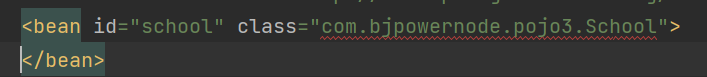 <bean id="school" class="com.bjpowernode.pojo3.School">
</bean>